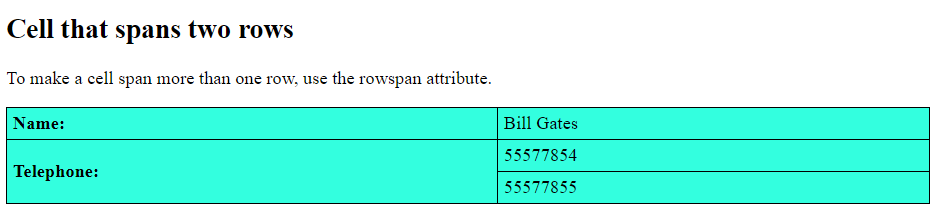 Cell that spans two rows
To make a cell span more than one row, use the rowspan attribute.
Name: Bill Gates
55577854
Telephone:
55577855